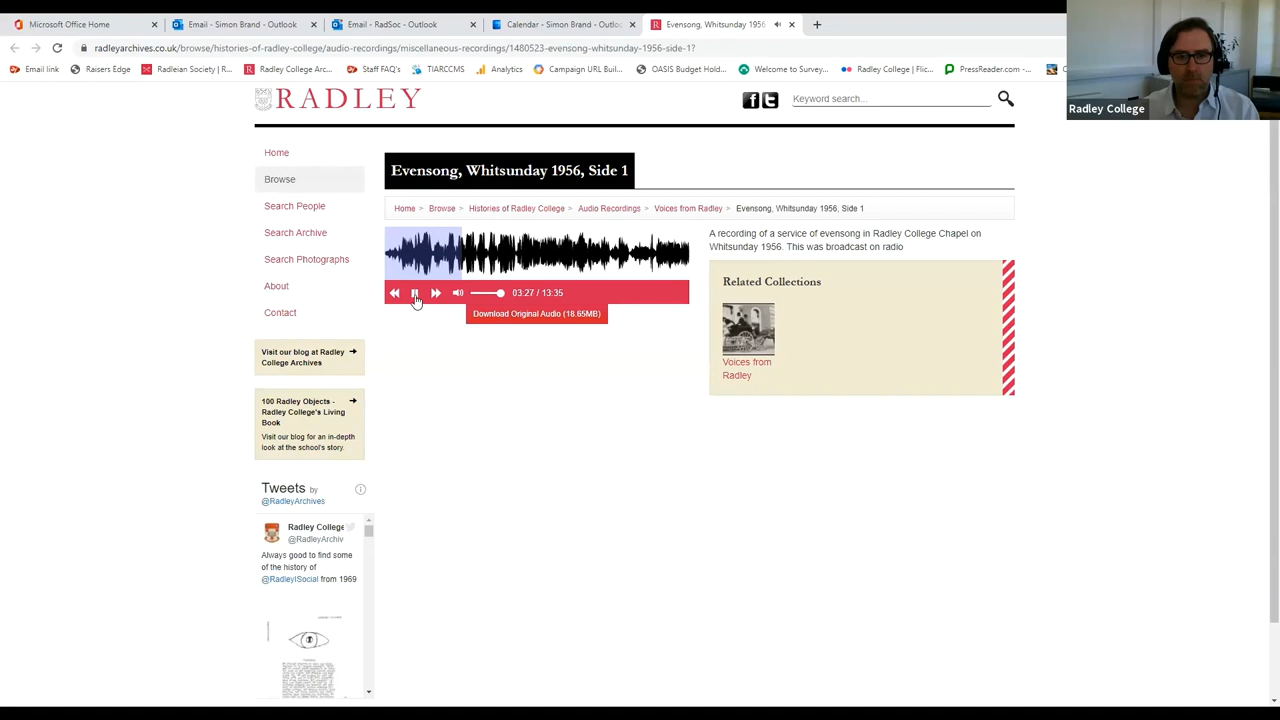 Microsoft Office Home
Email - Simon Brand - Outlook
Email - RadSoc - Outlook
Calendar - Simon Brand - Outloo
Evensong, Whitsunday 1956
radleyarchives.co.uk/browse/histories-of-radley-college/audio-recordings/miscellaneous-recordings/1480523-evensong-whitsunday-1956-side-1?
Email link
Raisers Edge
Radleian Society | R...
Radley College Arc...
Staff FAQ's
TIARCCMS
Analytics
Campaign URL Buil...
OASIS Budget Hold...
Welcome to Survey...
Radley College | Flic...
PressReader.com -...
Radley College
RADLEY
Keyword search...
Home
Browse
Search People
Search Archive
Search Photographs
About
Contact
Visit our blog at Radley
College Archives
100 Radley Objects -
Radley College's Living
Book
Visit our blog for an in-depth
look at the school's story.
Tweets by
@RadleyArchives
Radley College
@RadleyArchiv
Always good to find some
of the history of
@RadleyISocial from 1969
Evensong, Whitsunday 1956, Side 1
Home > Browse > Histories of Radley College > Audio Recordings > Voices from Radley > Evensong, Whitsunday 1956, Side 1
03:27 / 13:35
Download Original Audio (18.65MB)
A recording of a service of evensong in Radley College Chapel on
Whitsunday 1956. This was broadcast on radio
Related Collections
Voices from
Radley